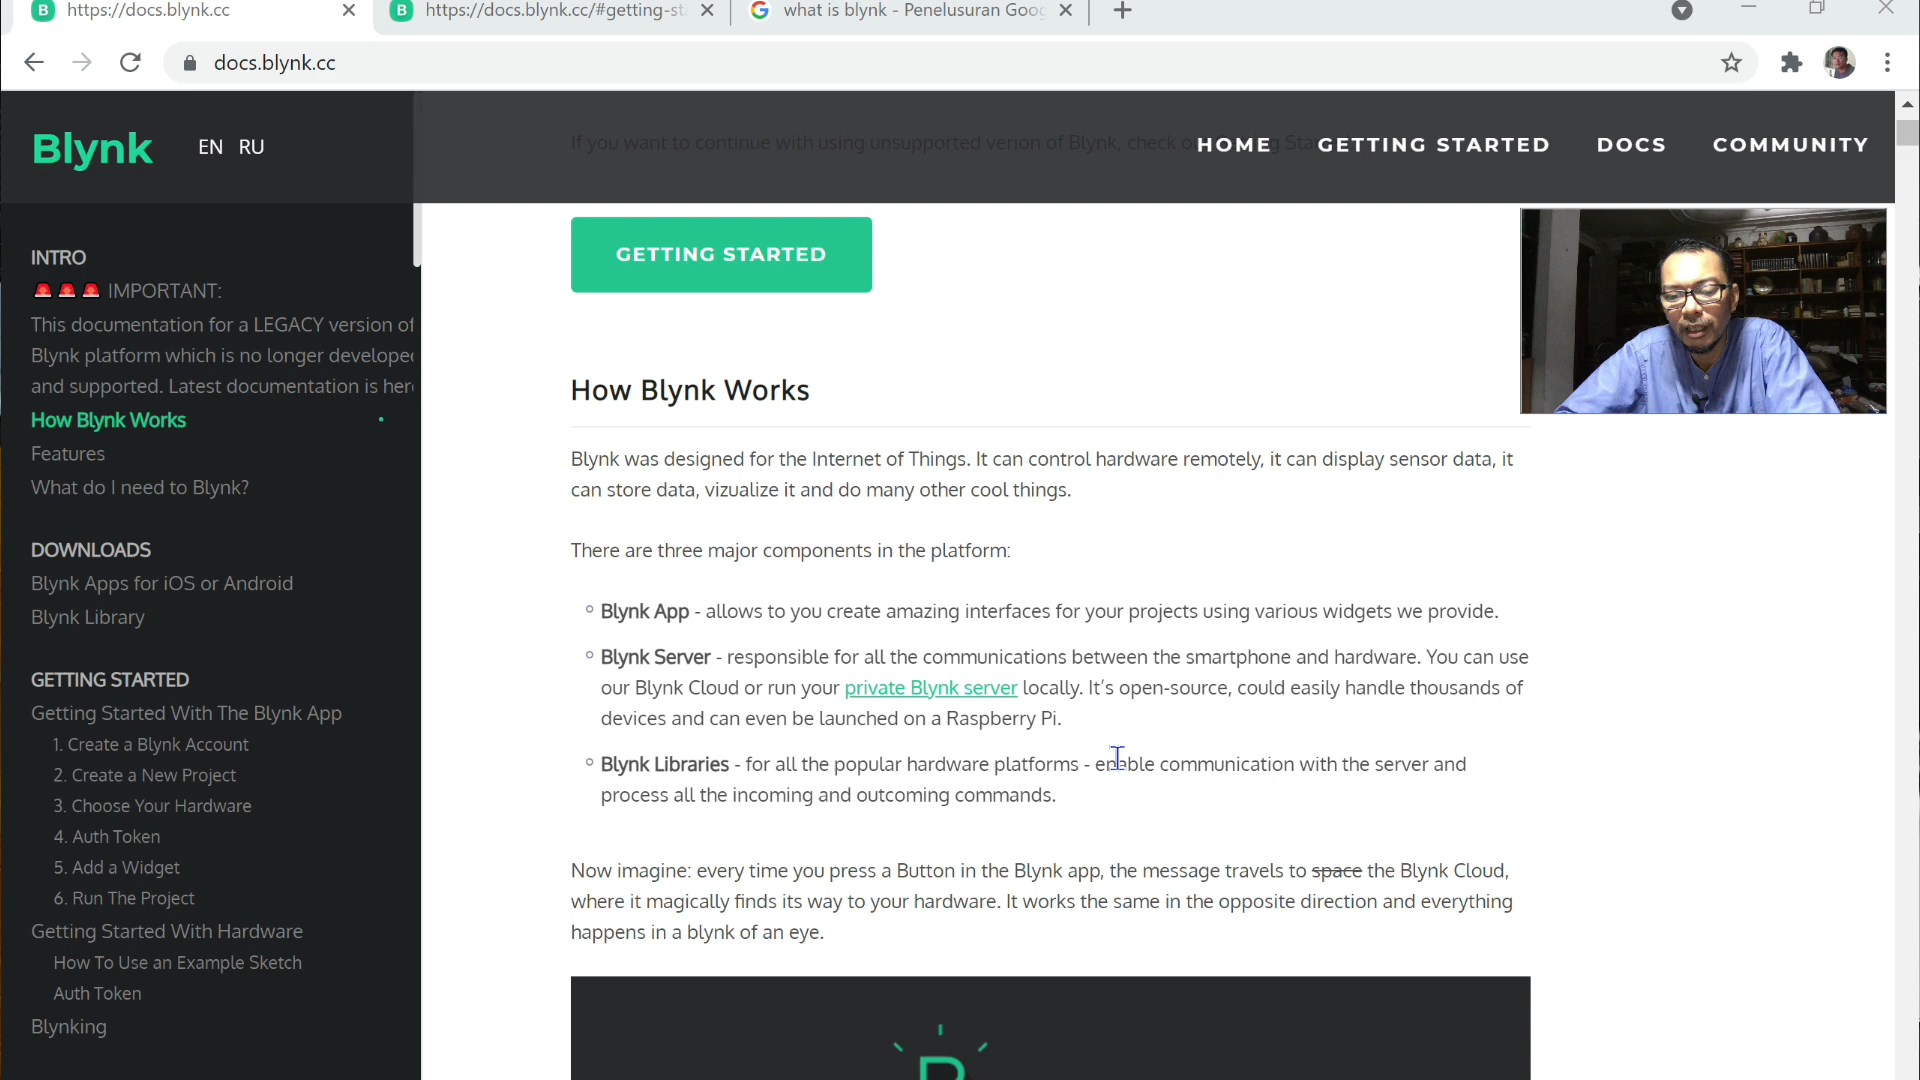 https://docs.blynk.cc
https://docs.blynk.cc/#getting-st
what is blynk - Penelusuran Goog
docs.blynk.cc
Blynk
EN RU
If you want to continue with using unsupported verion of Blynk, check
HOME
GETTING STARTED
DOCS
COMMUNITY
INTRO
🚨🚨🚨 IMPORTANT:
This documentation for a LEGACY version of
Blynk platform which is no longer develope
and supported. Latest documentation is her
How Blynk Works
Features
What do I need to Blynk?
DOWNLOADS
Blynk Apps for iOS or Android
Blynk Library
GETTING STARTED
Getting Started With The Blynk App
1. Create a Blynk Account
2. Create a New Project
3. Choose Your Hardware
4. Auth Token
5. Add a Widget
6. Run The Project
Getting Started With Hardware
How To Use an Example Sketch
Auth Token
Blynking
GETTING STARTED
How Blynk Works
Blynk was designed for the Internet of Things. It can control hardware remotely, it can display sensor data, it
can store data, vizualize it and do many other cool things.
There are three major components in the platform:
Blynk App - allows to you create amazing interfaces for your projects using various widgets we provide.
Blynk Server - responsible for all the communications between the smartphone and hardware. You can use
our Blynk Cloud or run your private Blynk server locally. It's open-source, could easily handle thousands of
devices and can even be launched on a Raspberry Pi.
Blynk Libraries - for all the popular hardware platforms - enable communication with the server and
process all the incoming and outcoming commands.
Now imagine: every time you press a Button in the Blynk app, the message travels to space the Blynk Cloud,
where it magically finds its way to your hardware. It works the same in the opposite direction and everything
happens in a blynk of an eye.
B